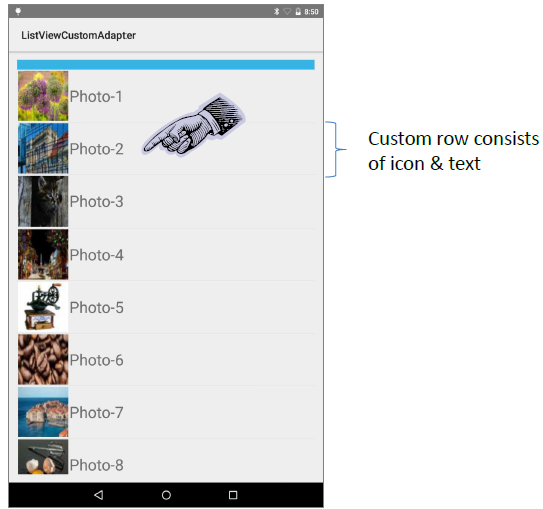 8:50
ListViewCustomAdapter
Photo-1
Photo-2
Photo-3
Photo-4
Photo-5
Photo-6
Photo-7
Photo-8
Custom row consists
of icon & text